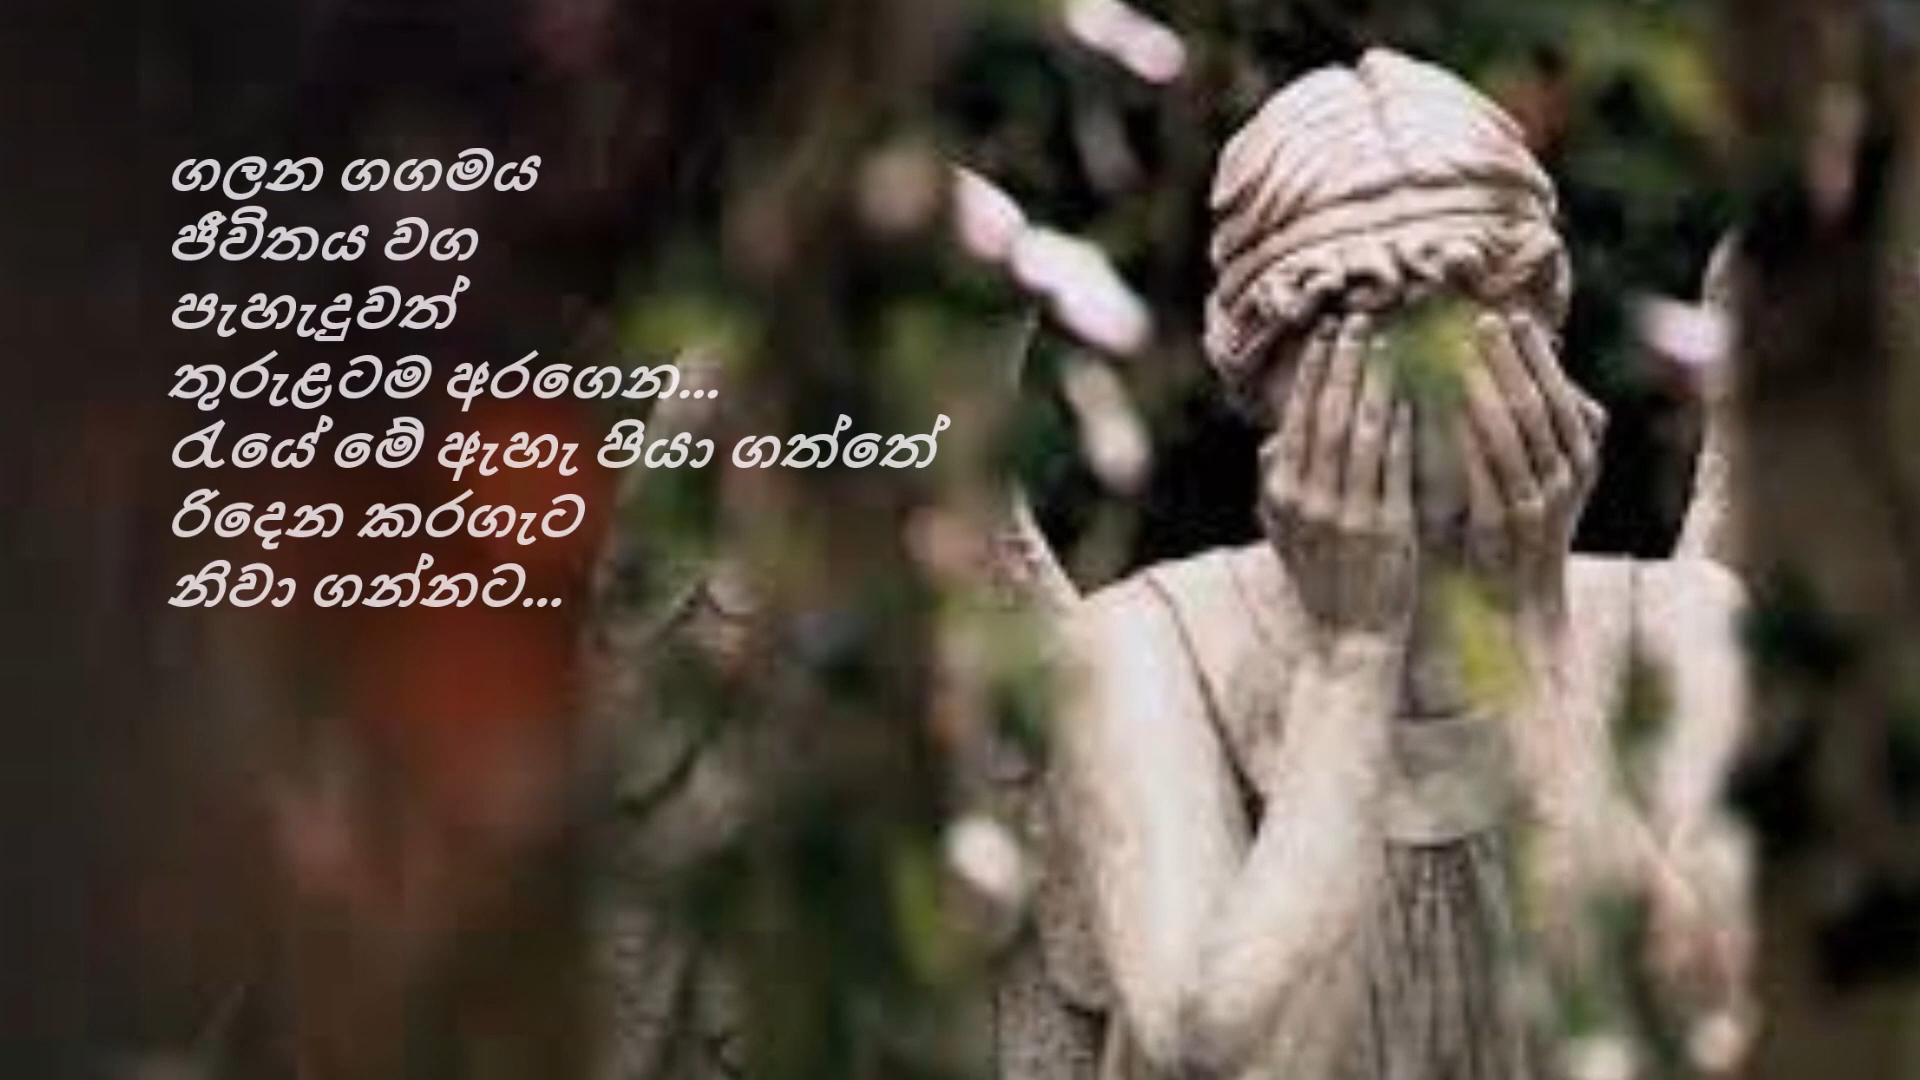 ගලන ගගමය
ජීවිතය වග
පැහැදුවත්
තුරුළටම අරගෙන...
රැයේ මේ ඇහැ පියා ගත්තේ
රිදෙන කරගැට
නිවා ගන්නට...